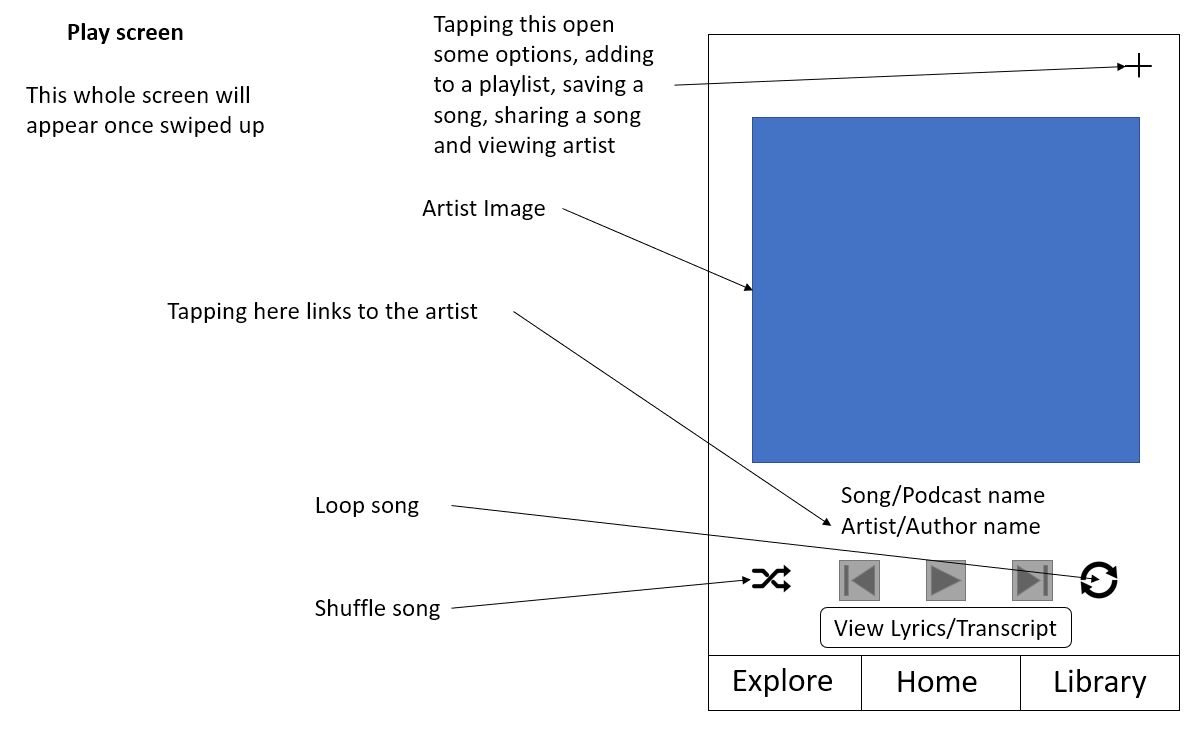 Play screen
This whole screen will
appear once swiped up
Tapping this open
some options, adding
to a playlist, saving a
song, sharing a song
and viewing artist
Artist Image
Tapping here links to the artist
Loop song
Shuffle song
Song/Podcast name
Artist/Author name
View Lyrics/Transcript
Explore
Home
Library